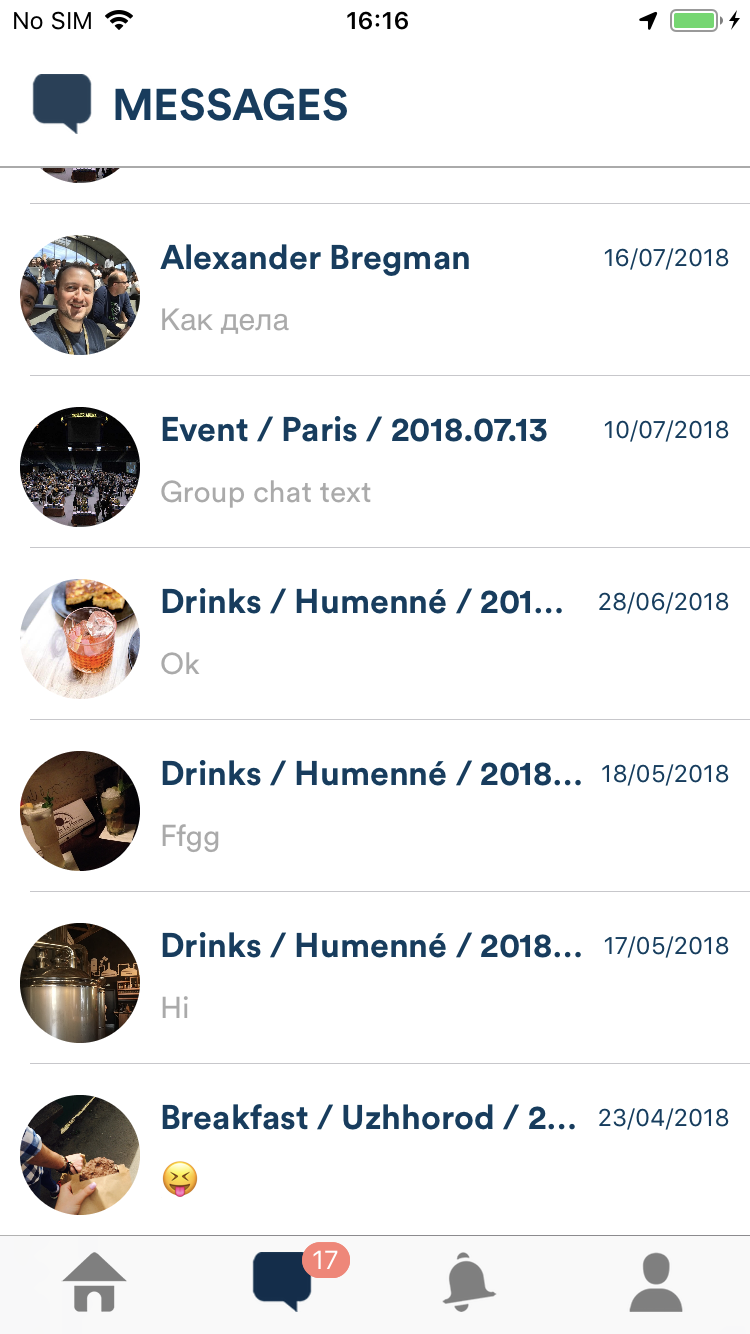 No SIM 16:16
MESSAGES
Alexander Bregman 16/07/2018
Как дела
Event / Paris / 2018.07.13 10/07/2018
Group chat text
Drinks / Humenné / 201... 28/06/2018
Ok
Drinks / Humenné / 2018... 18/05/2018
Ffgg
Drinks / Humenné / 2018... 17/05/2018
Hi
Breakfast / Uzhhorod / 2... 23/04/2018
😝
17